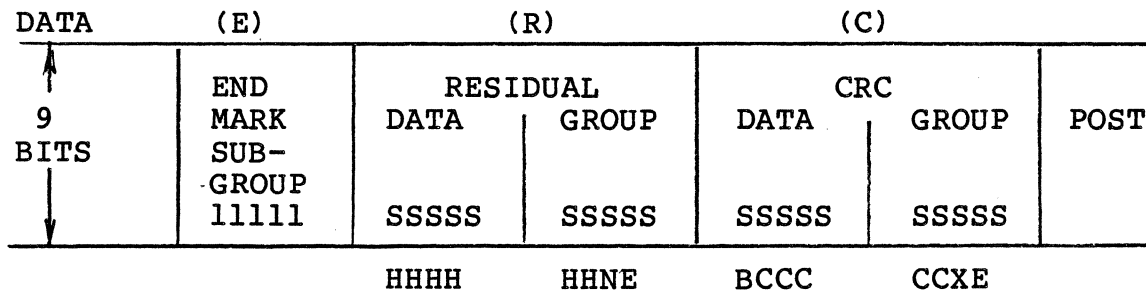 DATA (E) (R) (C)
END RESIDUAL CRC
9 MARK DATA GROUP DATA GROUP POST
BITS SUB-
GROUP
11111 SSSSS SSSSS SSSSS SSSSS
HHHH HHNE BCCC CCXE